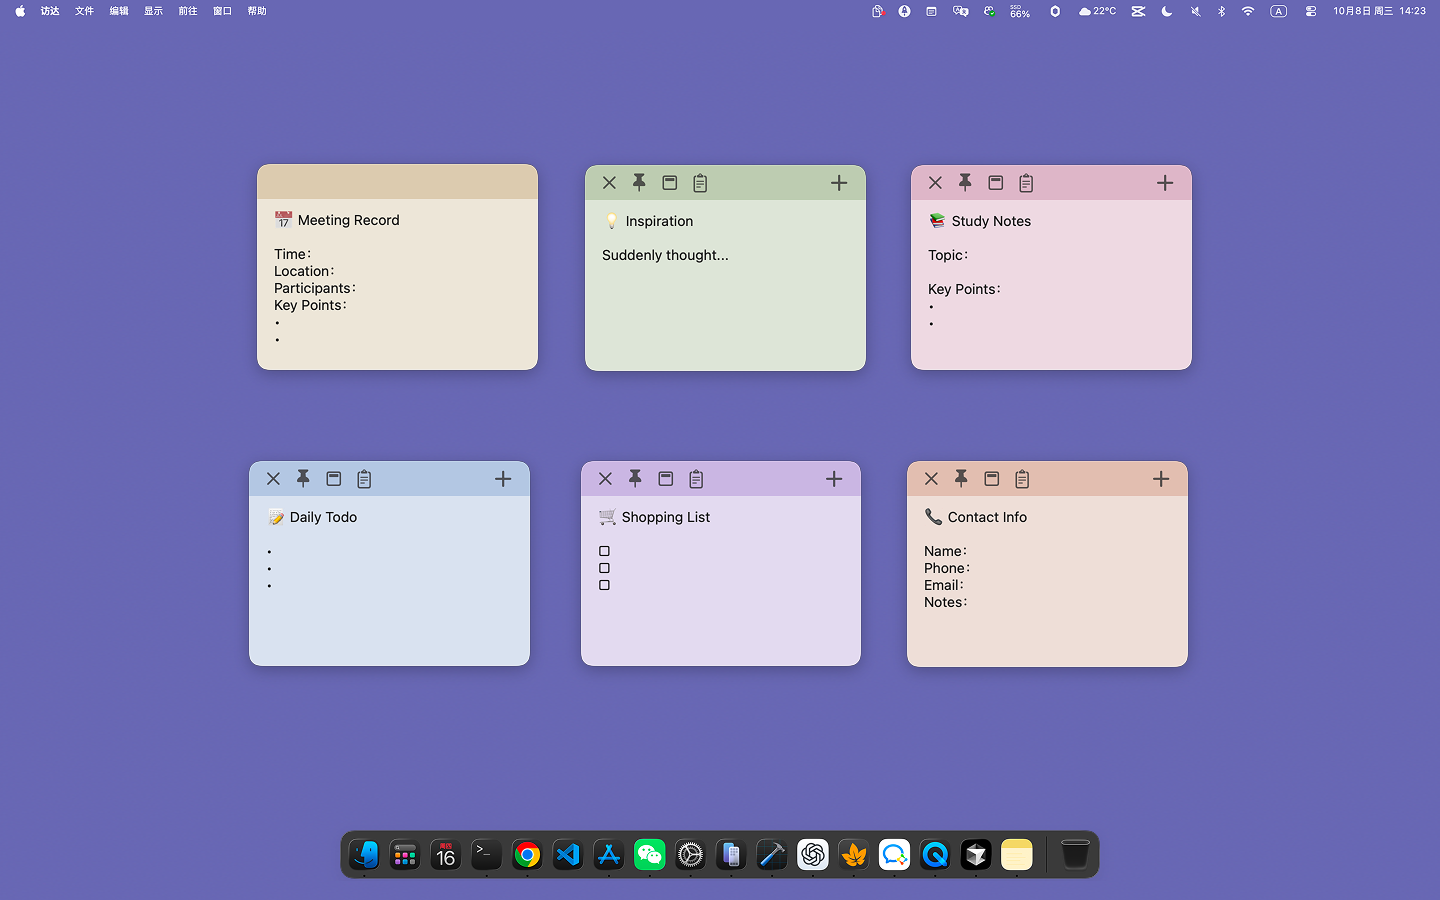 访达 文件 编辑 显示 前往 窗口 帮助
SSD
66%
22°C
A
10月8日 周三 14:23
17 Meeting Record
Time:
Location:
Participants:
Key Points:
•
•
Inspiration
Suddenly thought...
Study Notes
Topic:
Key Points:
•
•
Daily Todo
•
•
•
Shopping List
☐
☐
☐
Contact Info
Name:
Phone:
Email:
Notes:
16
>_